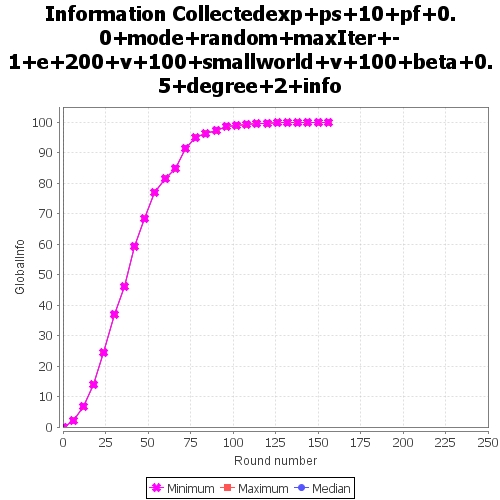 Information Collectedexp+ps+10+pf+0.
0+mode+random+maxIter+-
1+e+200+v+100+smallworld+v+100+beta+0.
5+degree+2+info
100
90
80
70
60
50
40
30
20
10
0
GlobalInfo
0 25 50 75 100 125 150 175 200 225 250
Round number
Minimum Maximum Median